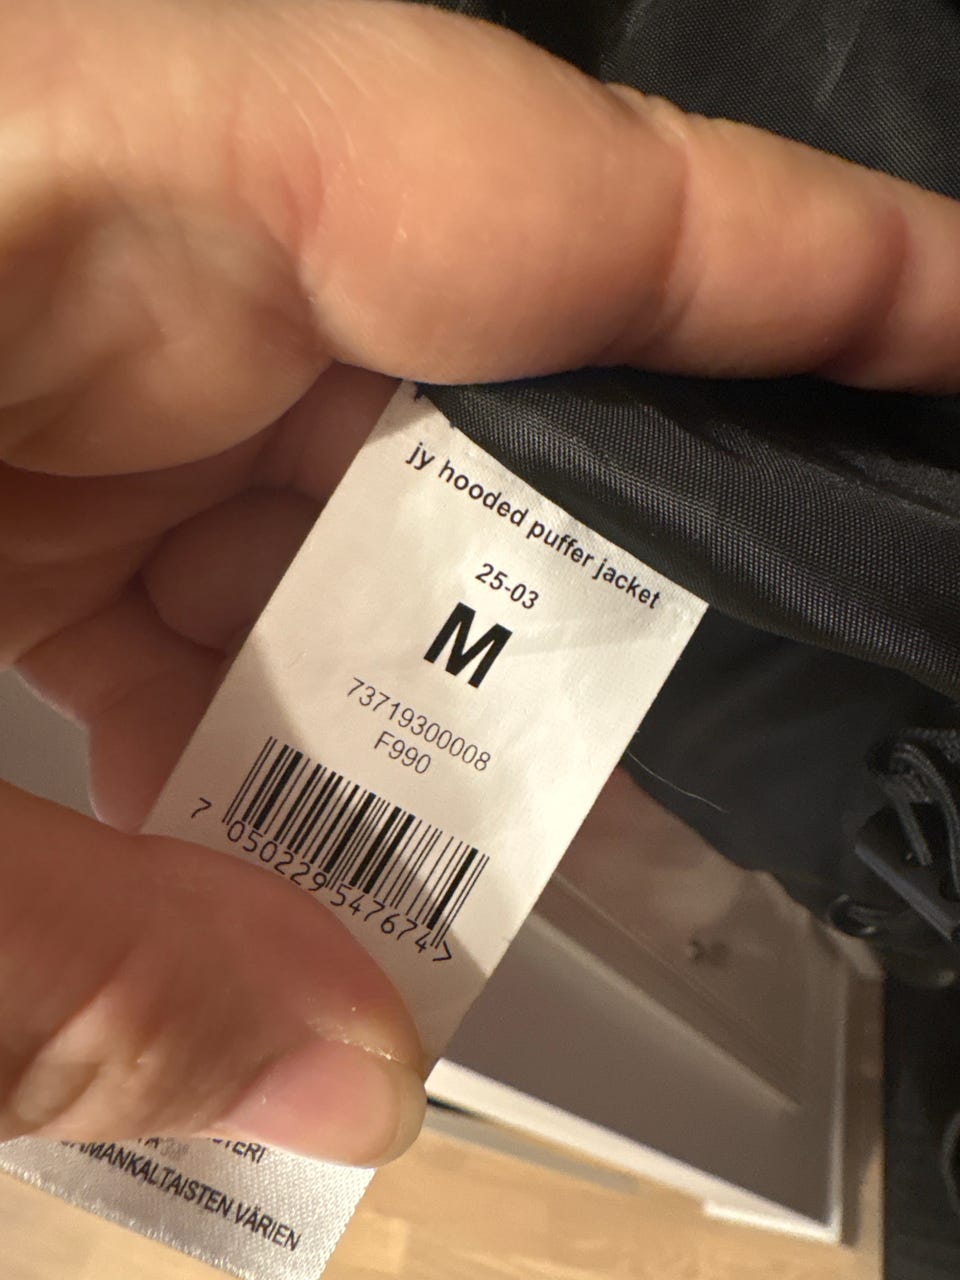 jy hooded puffer jacket
25-03
M
73719300008
F990
7 050229 547674 >
SAMANKALTAISTEN VÄRIEN